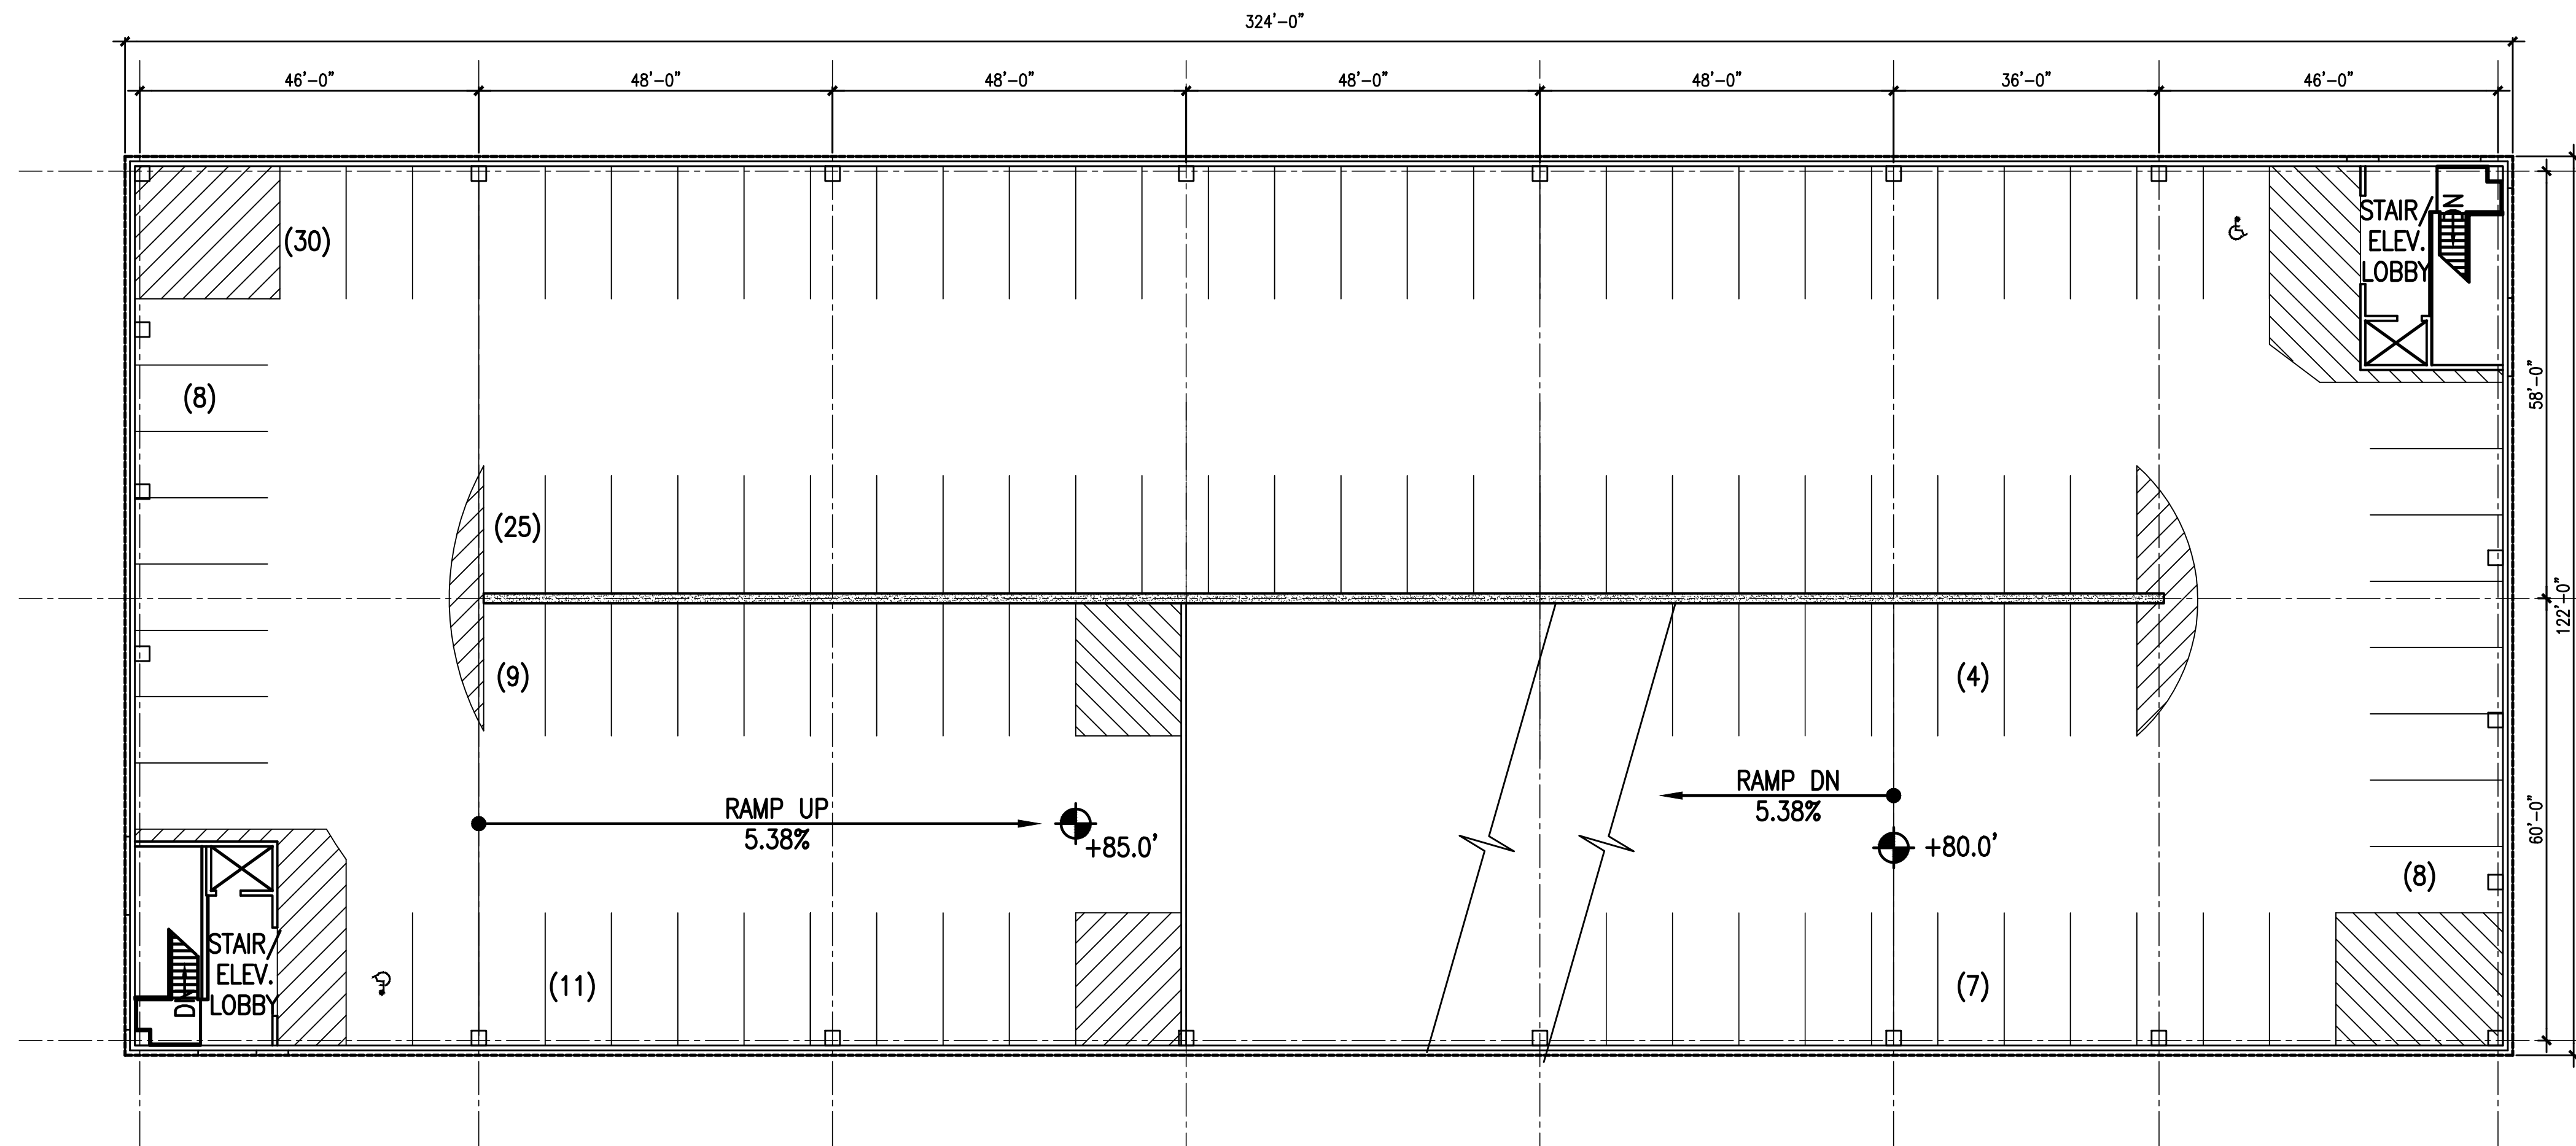 324'-0"
46'-0"
48'-0"
48'-0"
48'-0"
48'-0"
36'-0"
46'-0"
(30)
STAIR/
ELEV.
LOBBY
DN
(8)
58'-0"
(25)
122'-0"
(9)
(4)
RAMP UP
5.38%
+85.0'
RAMP DN
5.38%
+80.0'
60'-0"
(8)
STAIR/
ELEV.
LOBBY
DN
(11)
(7)